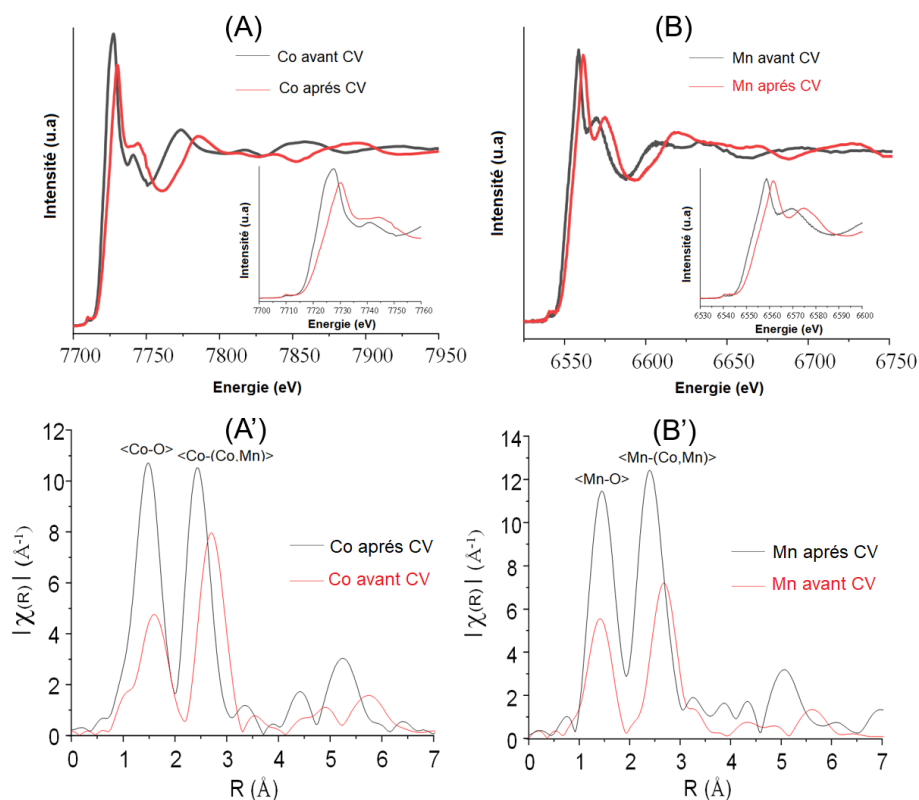 (A)
Co avant CV
Co aprés CV
Intensité (u.a)
Intensité (u.a)
7700 7710 7720 7730 7740 7750 7760
Energie (eV)
7700 7750 7800 7850 7900 7950
Energie (eV)
(B)
Mn avant CV
Mn aprés CV
Intensité (u.a)
Intensité (u.a)
6530 6540 6550 6560 6570 6580 6590 6600
Energie (eV)
6550 6600 6650 6700 6750
Energie (eV)
(A')
<Co-O>
<Co-(Co,Mn)>
Co aprés CV
Co avant CV
|χ(R)| (Å-1)
12
10
8
6
4
2
0
0 1 2 3 4 5 6 7
R (Å)
(B')
<Mn-(Co,Mn)>
<Mn-O>
Mn aprés CV
Mn avant CV
|χ(R)| (Å-1)
14
12
10
8
6
4
2
0
0 1 2 3 4 5 6 7
R (Å)